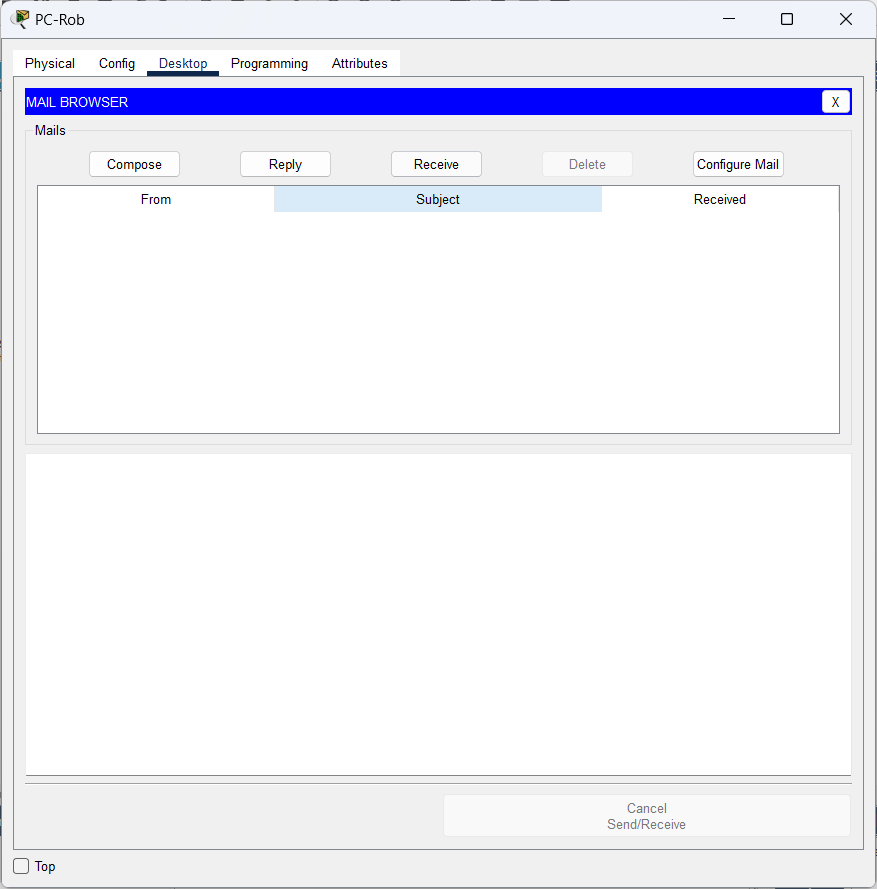 PC-Rob
Physical Config Desktop Programming Attributes
MAIL BROWSER X
Mails
Compose Reply Receive Delete Configure Mail
From Subject Received
Cancel
Send/Receive
Top